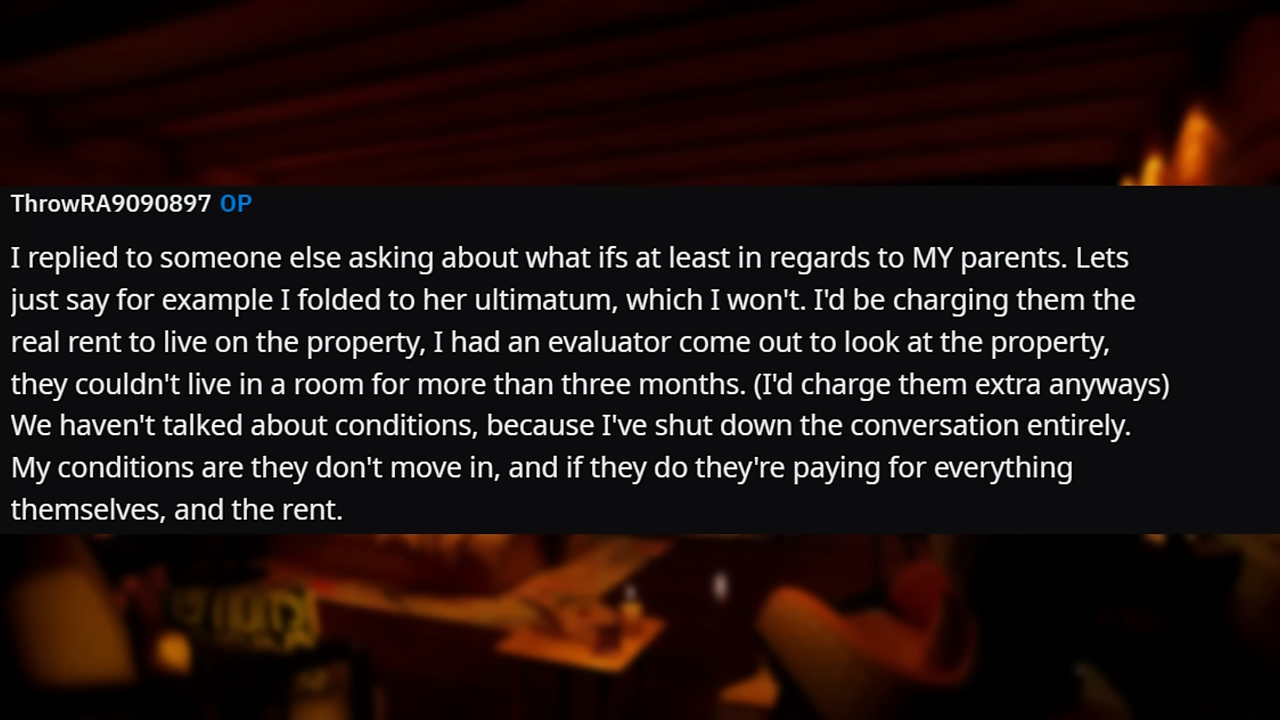 ThrowRA9090897 OP
I replied to someone else asking about what ifs at least in regards to MY parents. Lets
just say for example I folded to her ultimatum, which I won't. I'd be charging them the
real rent to live on the property, I had an evaluator come out to look at the property,
they couldn't live in a room for more than three months. (I'd charge them extra anyways)
We haven't talked about conditions, because I've shut down the conversation entirely.
My conditions are they don't move in, and if they do they're paying for everything
themselves, and the rent.